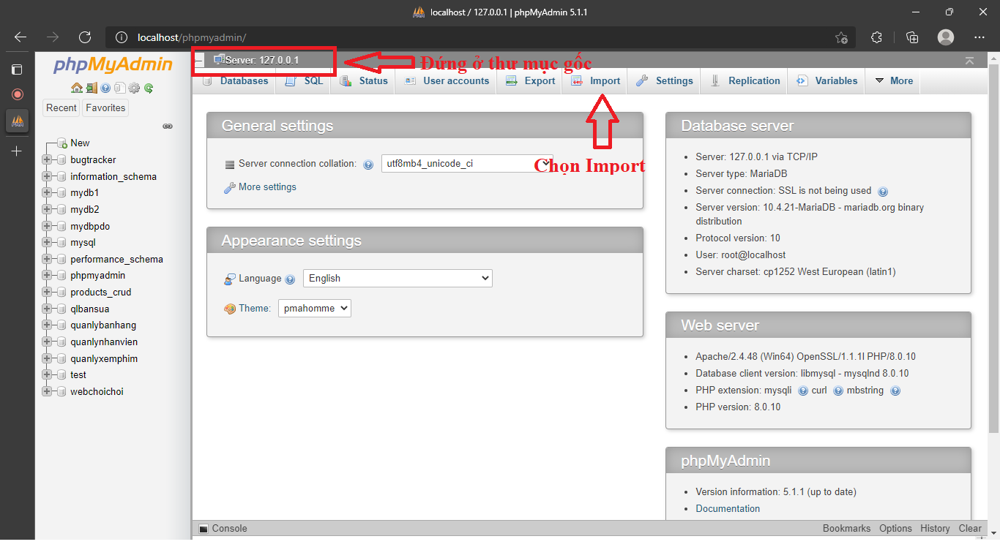 localhost / 127.0.0.1 | phpMyAdmin 5.1.1
localhost/phpmyadmin/
phpMyAdmin
Recent
Favorites
New
bugtracker
information_schema
mydb1
mydb2
mydbpdo
mysql
performance_schema
phpmyadmin
products_crud
qlbansua
quanlybanhang
quanlynhanvien
quanlyxemphim
test
webchoichoi
Server: 127.0.0.1
Đứng ở thư mục gốc
Databases
SQL
Status
User accounts
Export
Import
Settings
Replication
Variables
More
Chọn Import
General settings
Server connection collation:
utf8mb4_unicode_ci
More settings
Appearance settings
Language
English
Theme:
pmahomme
Database server
Server: 127.0.0.1 via TCP/IP
Server type: MariaDB
Server connection: SSL is not being used
Server version: 10.4.21-MariaDB - mariadb.org binary
distribution
Protocol version: 10
User: root@localhost
Server charset: cp1252 West European (latin1)
Web server
Apache/2.4.48 (Win64) OpenSSL/1.1.1l PHP/8.0.10
Database client version: libmysql - mysqlnd 8.0.10
PHP extension: mysqli curl mbstring
PHP version: 8.0.10
phpMyAdmin
Version information: 5.1.1 (up to date)
Documentation
Console
Bookmarks
Options
History
Clear